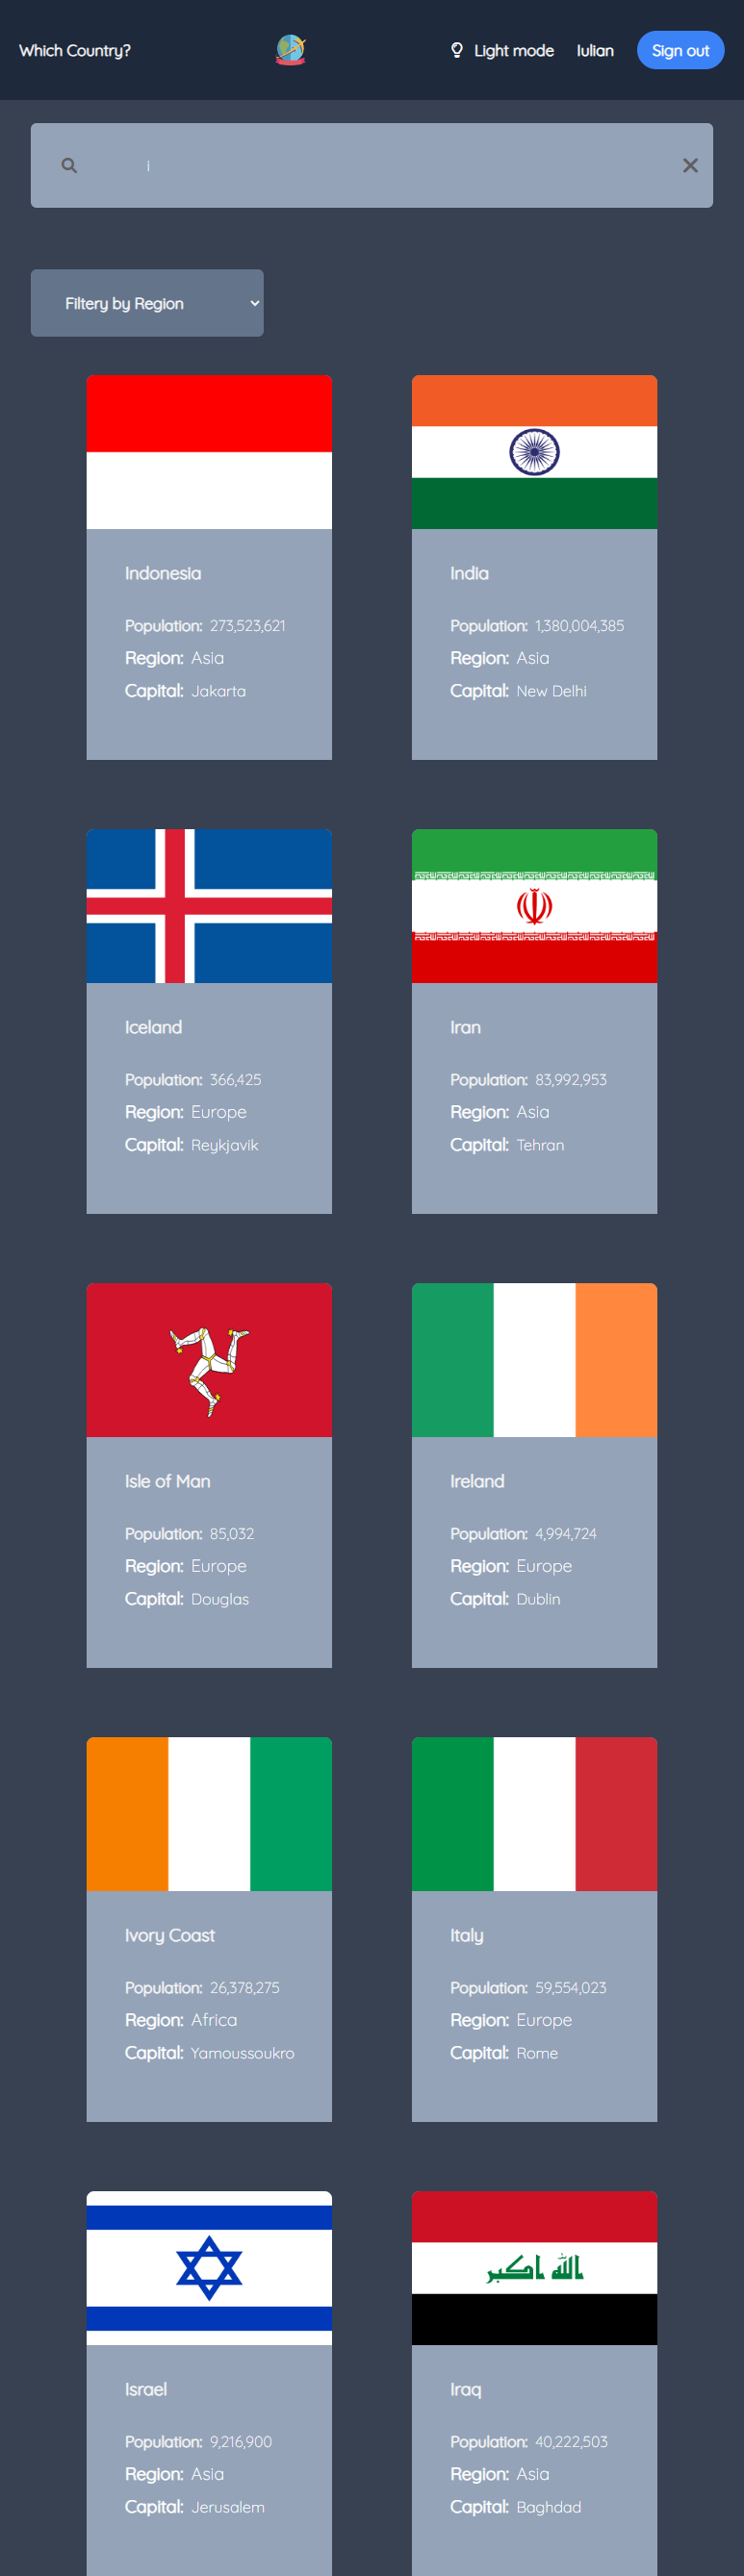 Which Country?
Light mode
Iulian
Sign out
i
Filtery by Region
Indonesia
Population: 273,523,621
Region: Asia
Capital: Jakarta
India
Population: 1,380,004,385
Region: Asia
Capital: New Delhi
Iceland
Population: 366,425
Region: Europe
Capital: Reykjavik
Iran
Population: 83,992,953
Region: Asia
Capital: Tehran
Isle of Man
Population: 85,032
Region: Europe
Capital: Douglas
Ireland
Population: 4,994,724
Region: Europe
Capital: Dublin
Ivory Coast
Population: 26,378,275
Region: Africa
Capital: Yamoussoukro
Italy
Population: 59,554,023
Region: Europe
Capital: Rome
الله اكبر
Israel
Population: 9,216,900
Region: Asia
Capital: Jerusalem
Iraq
Population: 40,222,503
Region: Asia
Capital: Baghdad